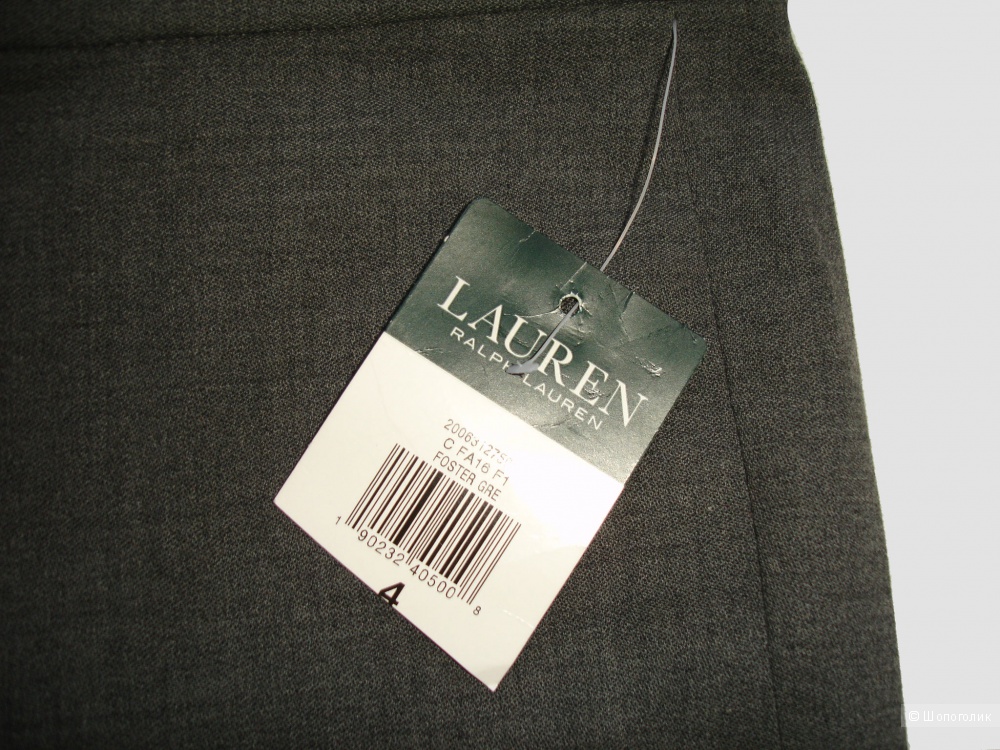 LAUREN
RALPH LAUREN
C FA16 F1
FOSTER GRE
1 90232 40500 8
4
© Шопоголик